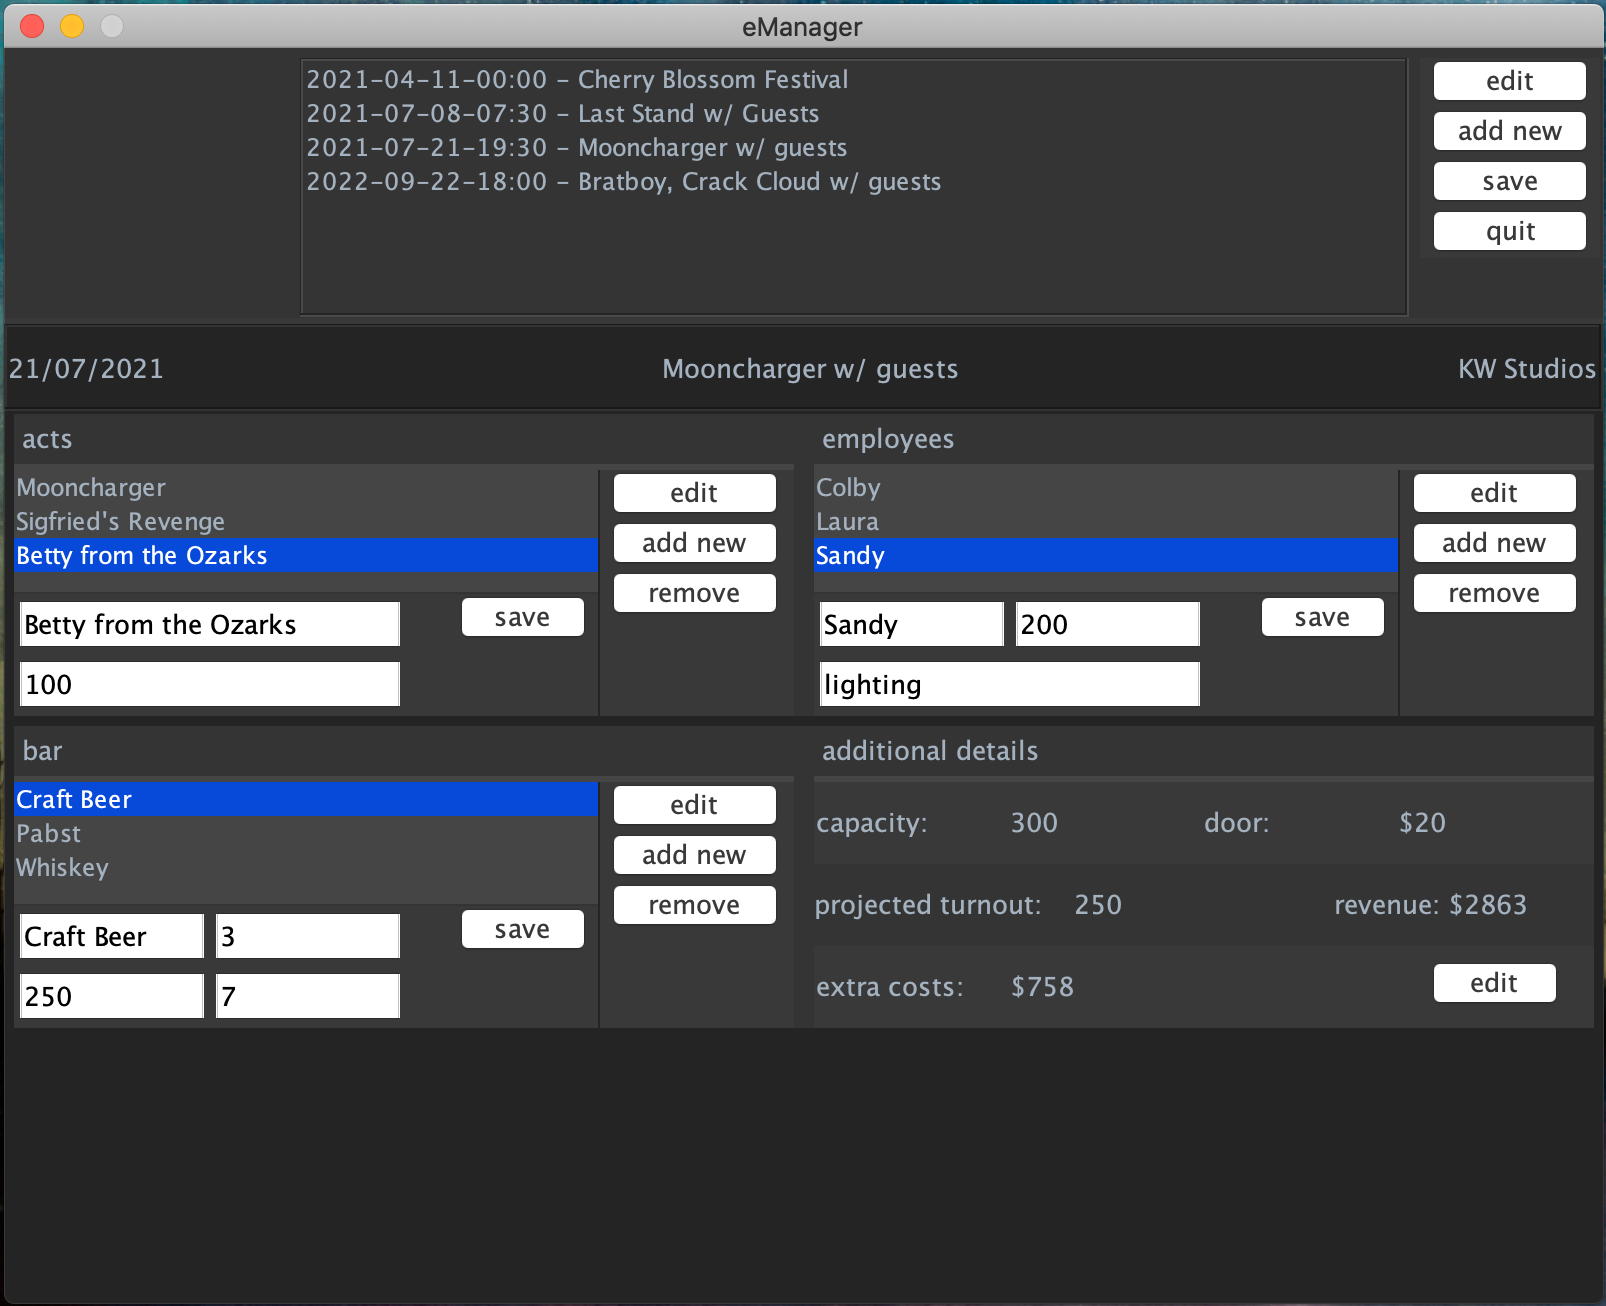 eManager
2021-04-11-00:00 - Cherry Blossom Festival
2021-07-08-07:30 - Last Stand w/ Guests
2021-07-21-19:30 - Mooncharger w/ guests
2022-09-22-18:00 - Bratboy, Crack Cloud w/ guests
edit
add new
save
quit
21/07/2021 Mooncharger w/ guests KW Studios
acts
Mooncharger
Sigfried's Revenge
Betty from the Ozarks
edit
add new
remove
Betty from the Ozarks
save
100
employees
Colby
Laura
Sandy
edit
add new
remove
Sandy 200
save
lighting
bar
Craft Beer
Pabst
Whiskey
edit
add new
remove
Craft Beer 3
save
250 7
additional details
capacity: 300 door: $20
projected turnout: 250 revenue: $2863
extra costs: $758
edit